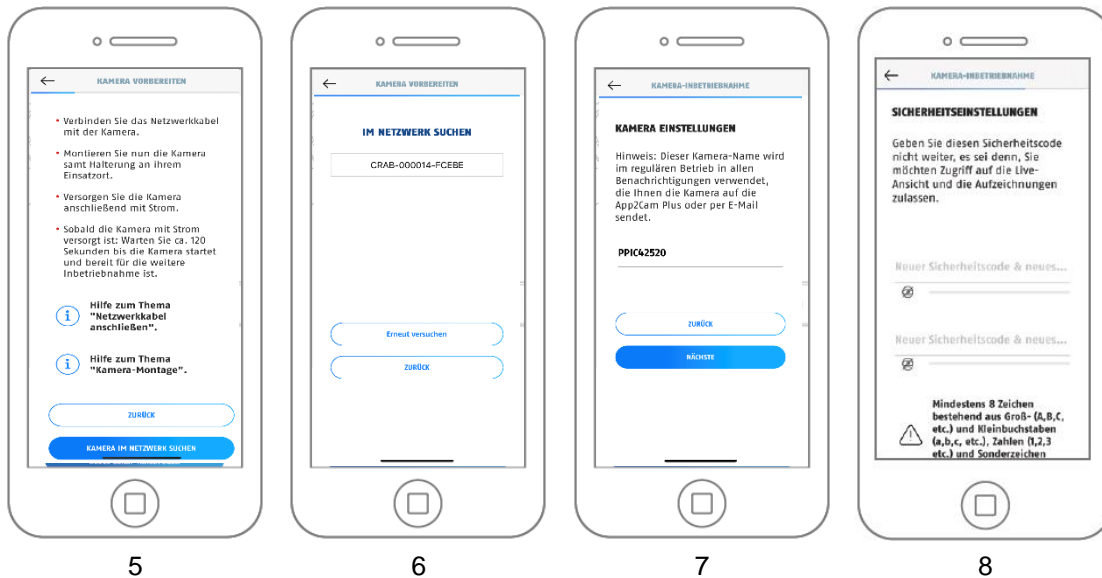 KAMERA VORBEREITEN
• Verbinden Sie das Netzwerkkabel
mit der Kamera.
• Montieren Sie nun die Kamera
samt Halterung an ihrem
Einsatzort.
• Versorgen Sie die Kamera
anschließend mit Strom.
• Sobald die Kamera mit Strom
versorgt ist: Warten Sie ca. 120
Sekunden bis die Kamera startet
und bereit für die weitere
Inbetriebnahme ist.
Hilfe zum Thema
"Netzwerkkabel
anschließen".
Hilfe zum Thema
"Kamera-Montage".
ZURÜCK
KAMERA IM NETZWERK SUCHEN
5
KAMERA VORBEREITEN
IM NETZWERK SUCHEN
CRAB-000014-FCEBE
Erneut versuchen
ZURÜCK
6
KAMERA-INBETRIEBNAHME
KAMERA EINSTELLUNGEN
Hinweis: Dieser Kamera-Name wird
im regulären Betrieb in allen
Benachrichtigungen verwendet,
die Ihnen die Kamera auf die
App2Cam Plus oder per E-Mail
sendet.
PPIC42520
ZURÜCK
NÄCHSTE
7
KAMERA-INBETRIEBNAHME
SICHERHEITSEINSTELLUNGEN
Geben Sie diesen Sicherheitscode
nicht weiter, es sei denn, Sie
möchten Zugriff auf die Live-
Ansicht und die Aufzeichnungen
zulassen.
Neuer Sicherheitscode & neues...
Neuer Sicherheitscode & neues...
Mindestens 8 Zeichen
bestehend aus Groß- (A,B,C,
etc.) und Kleinbuchstaben
(a,b,c, etc.), Zahlen (1,2,3
etc.) und Sonderzeichen
8